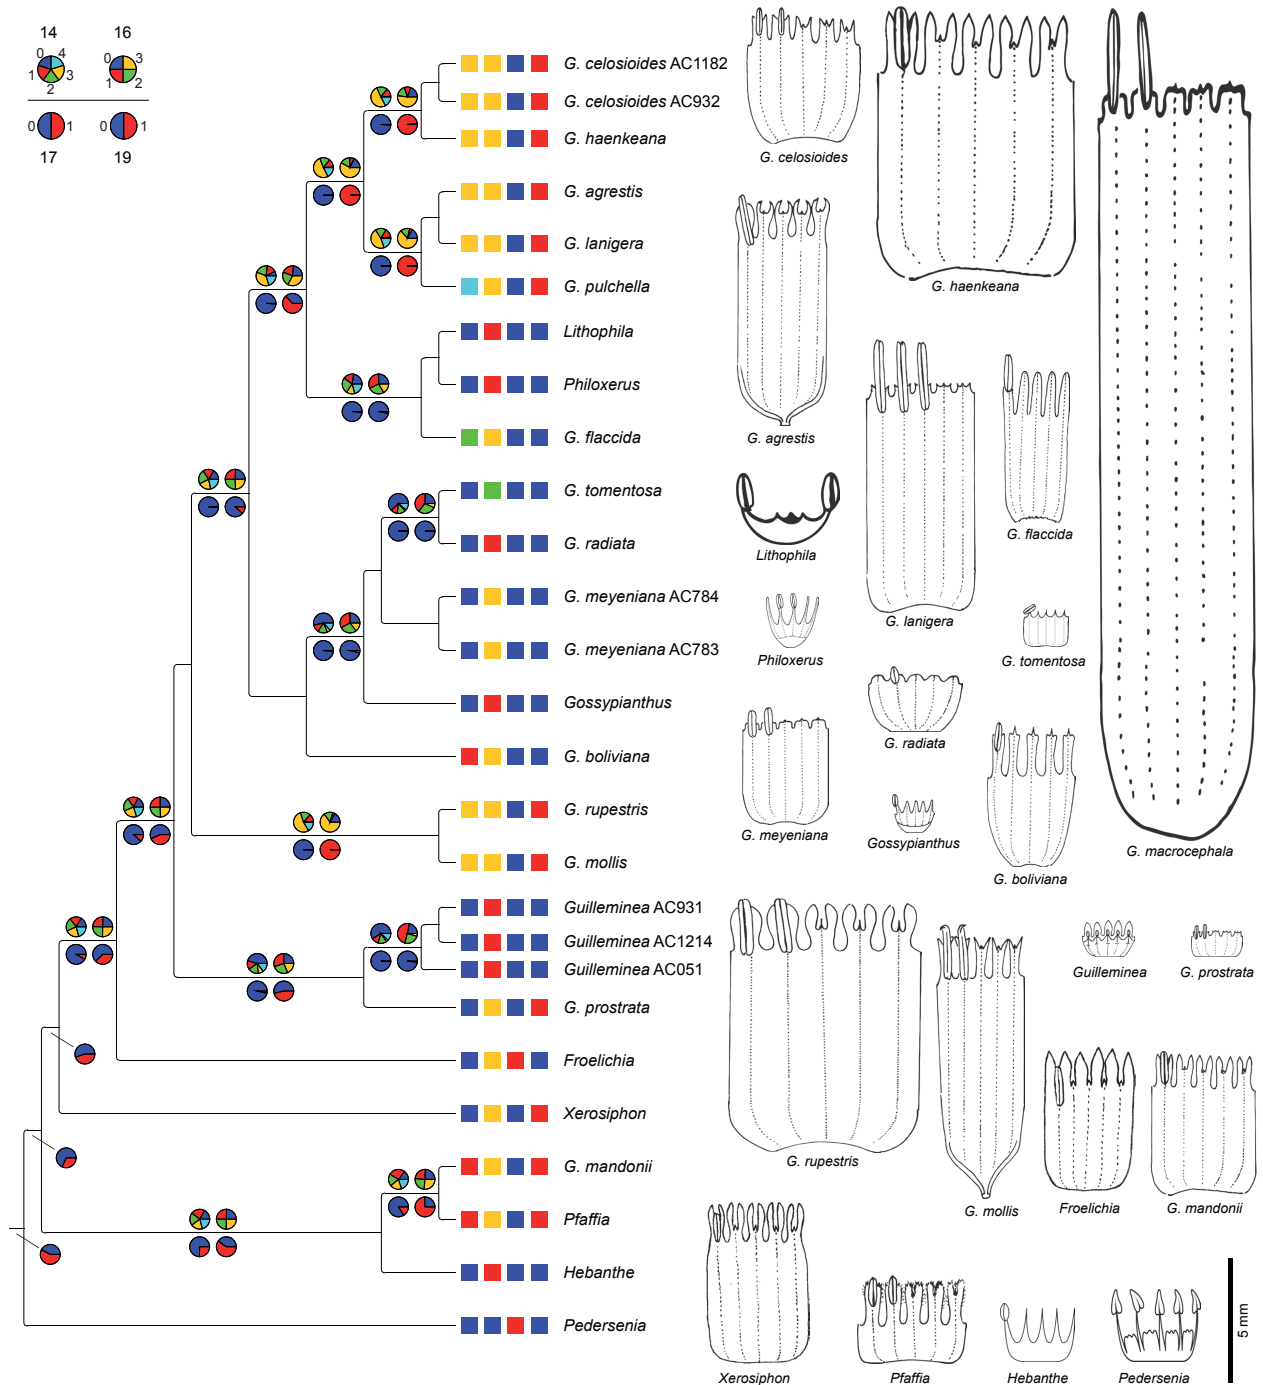 14 16
0 4 0 3
1 3
2 1 2
0 1 0 1
17 19
G. celosioides AC1182
G. celosioides AC932
G. haenkeana
G. agrestis
G. lanigera
G. pulchella
Lithophila
Philoxerus
G. flaccida
G. tomentosa
G. radiata
G. meyeniana AC784
G. meyeniana AC783
Gossypianthus
G. boliviana
G. rupestris
G. mollis
Guilleminea AC931
Guilleminea AC1214
Guilleminea AC051
G. prostrata
Froelichia
Xerosiphon
G. mandonii
Pfaffia
Hebanthe
Pedersenia
G. celosioides
G. haenkeana
G. agrestis
G. flaccida
Lithophila
G. lanigera
Philoxerus
G. tomentosa
G. radiata
G. meyeniana
Gossypianthus
G. boliviana
G. macrocephala
Guilleminea
G. prostrata
G. rupestris
G. mollis
Froelichia
G. mandonii
Xerosiphon
Pfaffia
Hebanthe
Pedersenia
5 mm